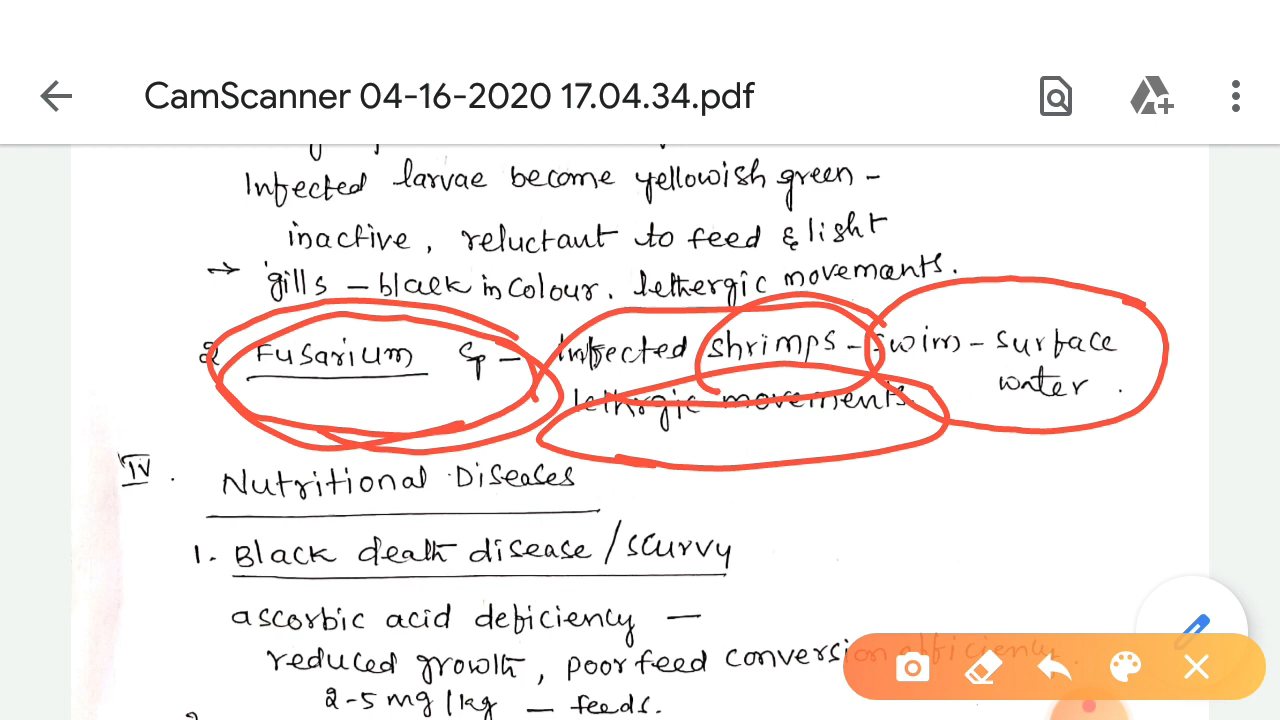 CamScanner 04-16-2020 17.04.34.pdf
Infected larvae become yellowish green -
inactive, reluctant to feed & light
→ gills - black in colour. lethergic movements.
2 Fusarium Sp - Infected shrimps - swim - surface
water.
lethrgic movements.
IV. Nutritional Diseases
1. Black death disease / scurvy
ascorbic acid deficiency -
reduced growth, poor feed conversion efficiency.
2-5 mg/kg - feeds.